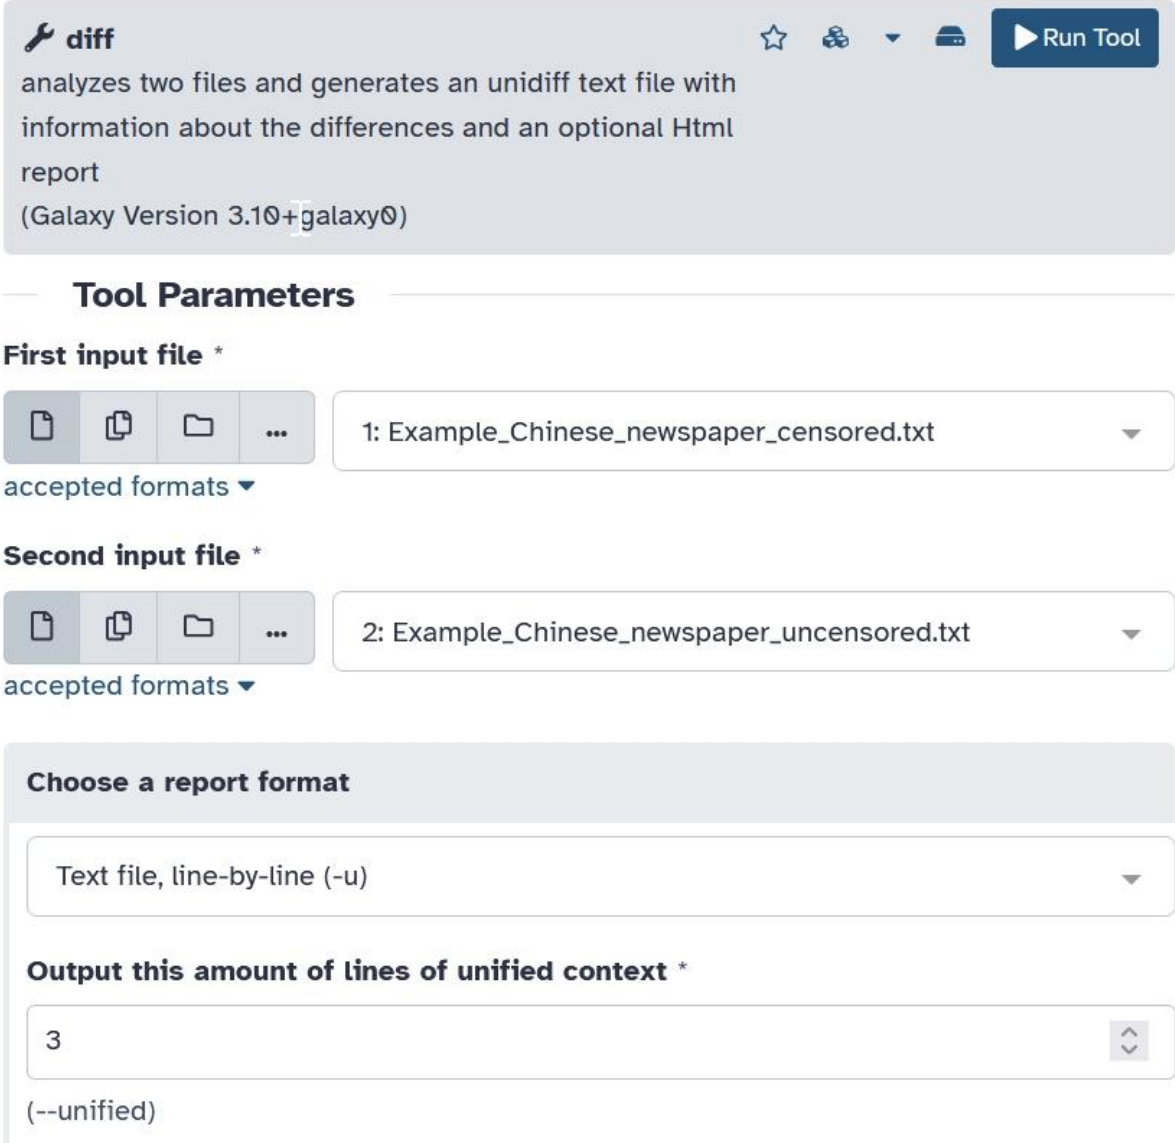 diff
Run Tool
analyzes two files and generates an unidiff text file with
information about the differences and an optional Html
report
(Galaxy Version 3.10+galaxy0)
Tool Parameters
First input file *
1: Example_Chinese_newspaper_censored.txt
accepted formats
Second input file *
2: Example_Chinese_newspaper_uncensored.txt
accepted formats
Choose a report format
Text file, line-by-line (-u)
Output this amount of lines of unified context *
3
(--unified)